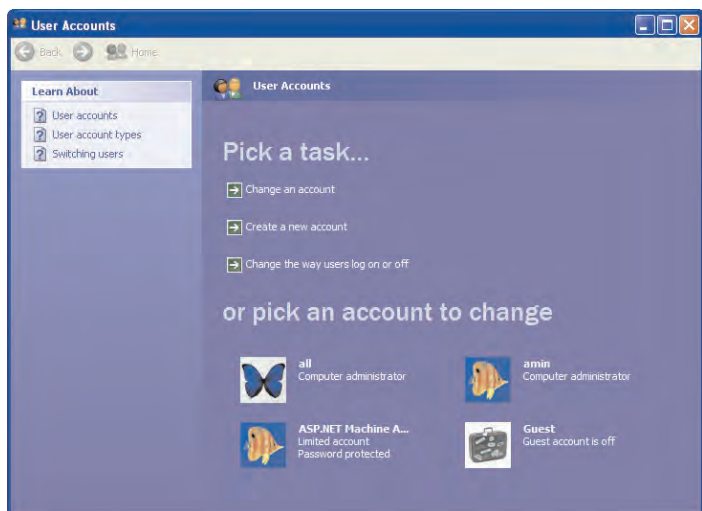 User Accounts
Back Home
Learn About
User accounts
User account types
Switching users
User Accounts
Pick a task...
Change an account
Create a new account
Change the way users log on or off
or pick an account to change
all
Computer administrator
amin
Computer administrator
ASP.NET Machine A...
Limited account
Password protected
Guest
Guest account is off